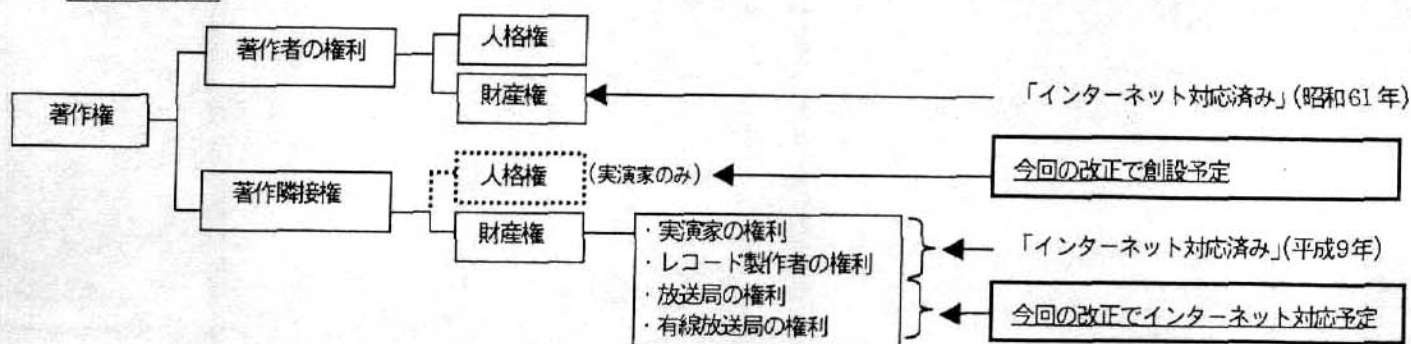 著作者の権利
人格権
財産権
「インターネット対応済み」(昭和61年)
著作権
著作隣接権
人格権
(実演家のみ)
今回の改正で創設予定
財産権
・実演家の権利
・レコード製作者の権利
・放送局の権利
・有線放送局の権利
「インターネット対応済み」(平成9年)
今回の改正でインターネット対応予定